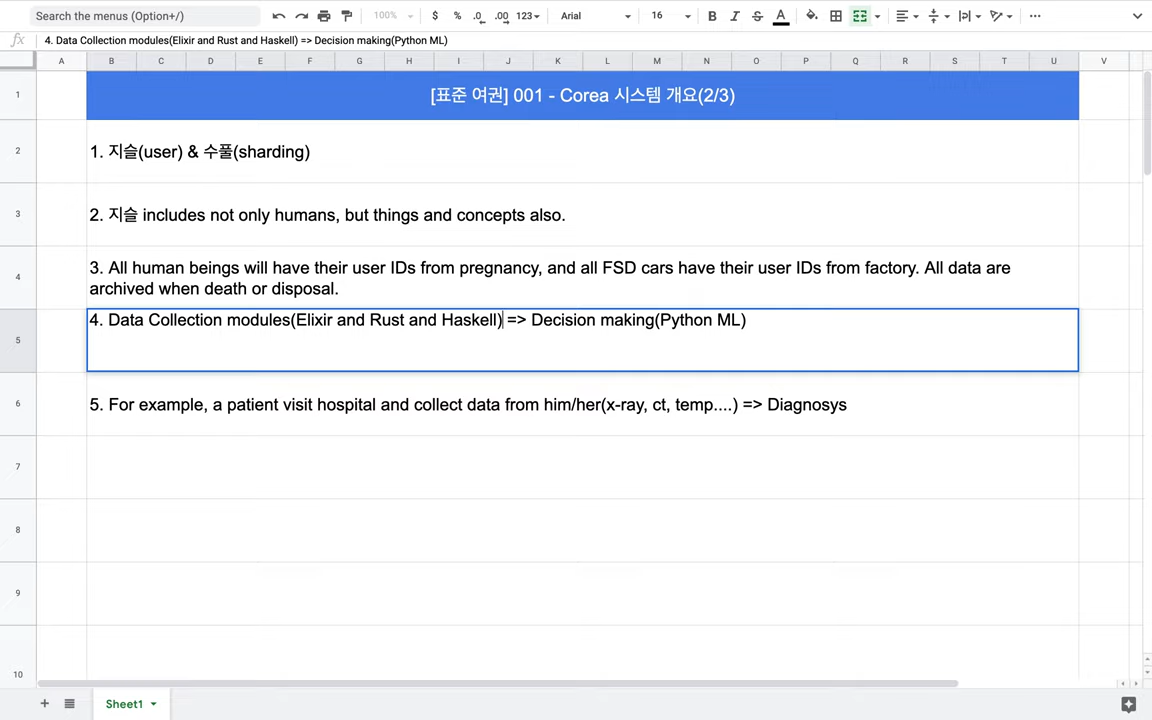 Search the menus (Option+/)
100%
$ % .0 .00 123
Arial
16
B I S A
fx 4. Data Collection modules(Elixir and Rust and Haskell) => Decision making(Python ML)
A B C D E F G H I J K L M N O P Q R S T U V
1 [표준 여권] 001 - Corea 시스템 개요(2/3)
2 1. 지슬(user) & 수풀(sharding)
3 2. 지슬 includes not only humans, but things and concepts also.
4 3. All human beings will have their user IDs from pregnancy, and all FSD cars have their user IDs from factory. All data are
archived when death or disposal.
5 4. Data Collection modules(Elixir and Rust and Haskell) => Decision making(Python ML)
6 5. For example, a patient visit hospital and collect data from him/her(x-ray, ct, temp....) => Diagnosys
7
8
9
10
Sheet1